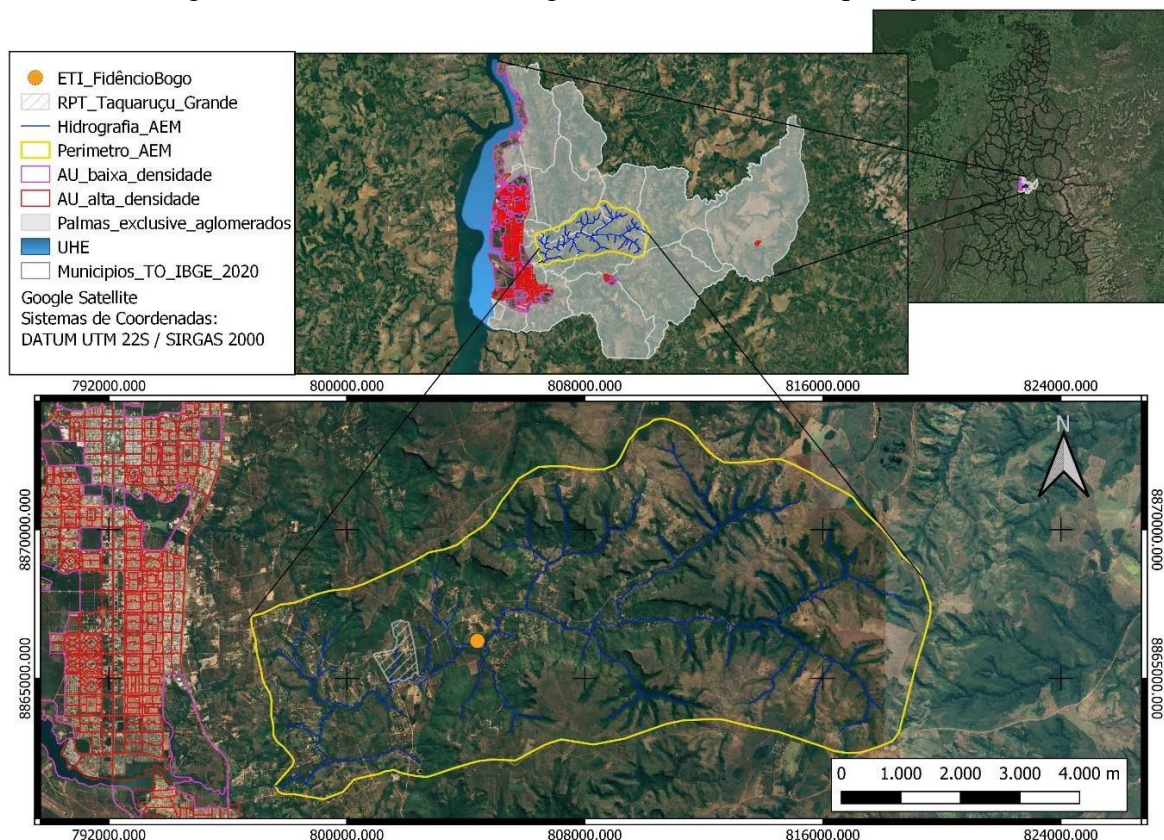 ETI_FidêncioBogo
RPT_Taquaruçu_Grande
Hidrografia_AEM
Perimetro_AEM
AU_baixa_densidade
AU_alta_densidade
Palmas_exclusive_aglomerados
UHE
Municipios_TO_IBGE_2020
Google Satellite
Sistemas de Coordenadas:
DATUM UTM 22S / SIRGAS 2000
792000.000 800000.000 808000.000 816000.000 824000.000
N
8870000.000 8870000.000
8865000.000 8865000.000
0 1.000 2.000 3.000 4.000 m
792000.000 800000.000 808000.000 816000.000 824000.000